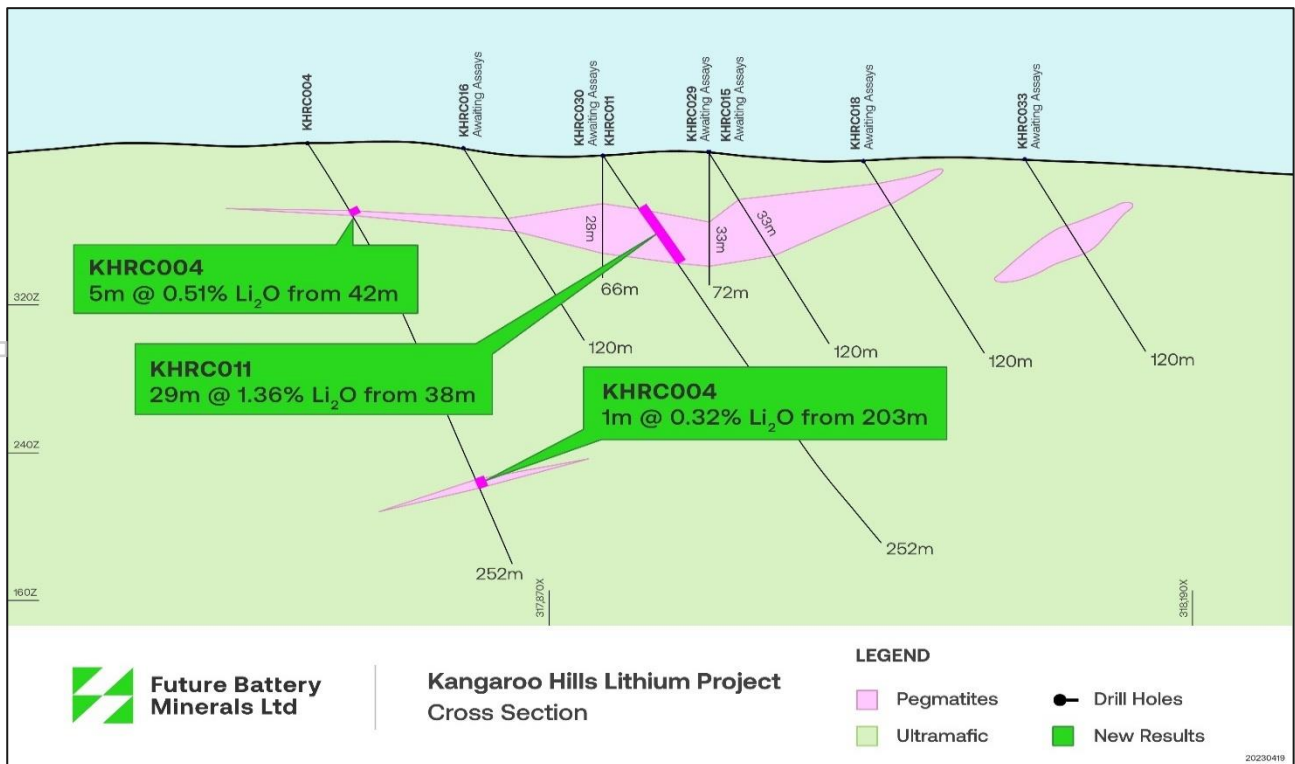 KHRC004
KHRC016
Awaiting Assays
KHRC030
Awaiting Assays
KHRC011
KHRC029
Awaiting Assays
KHRC015
Awaiting Assays
KHRC018
Awaiting Assays
KHRC033
Awaiting Assays
28m
33m
33m
KHRC004
5m @ 0.51% Li₂O from 42m
320Z
66m
72m
120m
120m
120m
120m
KHRC011
29m @ 1.36% Li₂O from 38m
KHRC004
1m @ 0.32% Li₂O from 203m
240Z
252m
252m
160Z
317,870X
318,190X
Future Battery
Minerals Ltd
Kangaroo Hills Lithium Project
Cross Section
LEGEND
Pegmatites
Drill Holes
Ultramafic
New Results
20230419